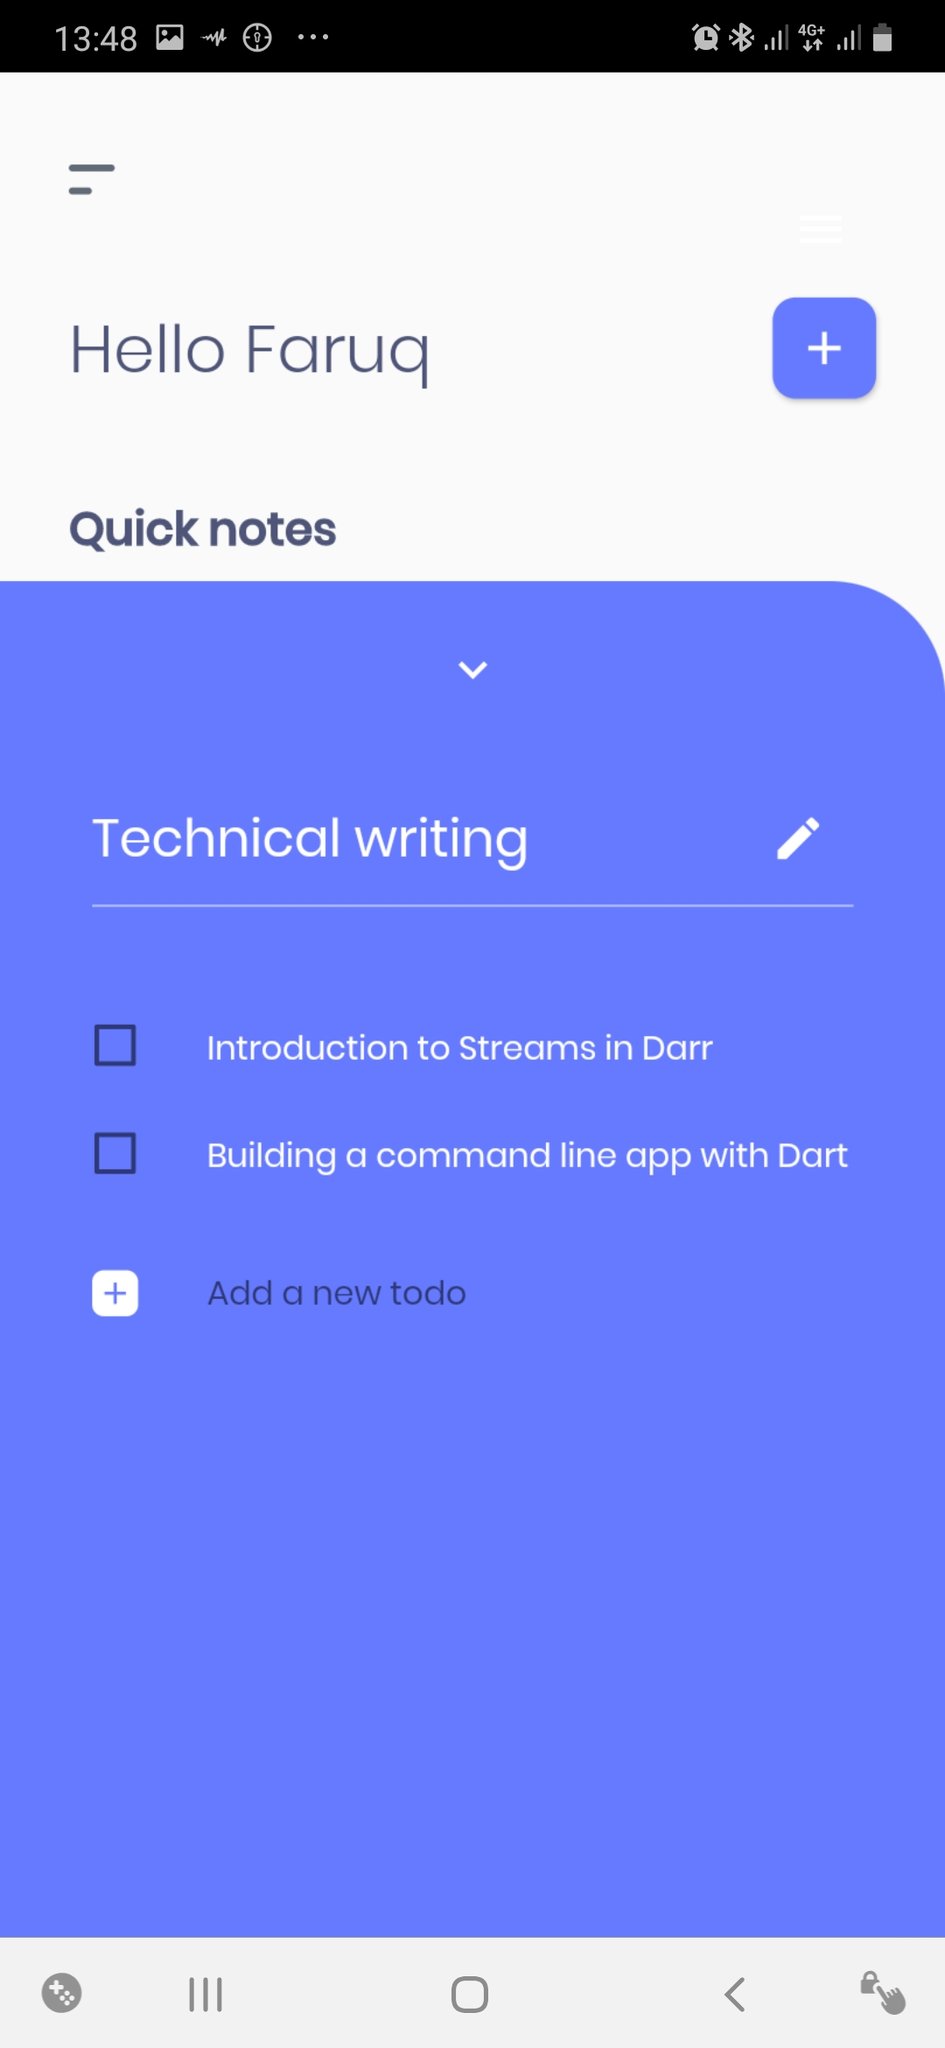 13:48
4G+
Hello Faruq
Quick notes
Technical writing
Introduction to Streams in Darr
Building a command line app with Dart
Add a new todo